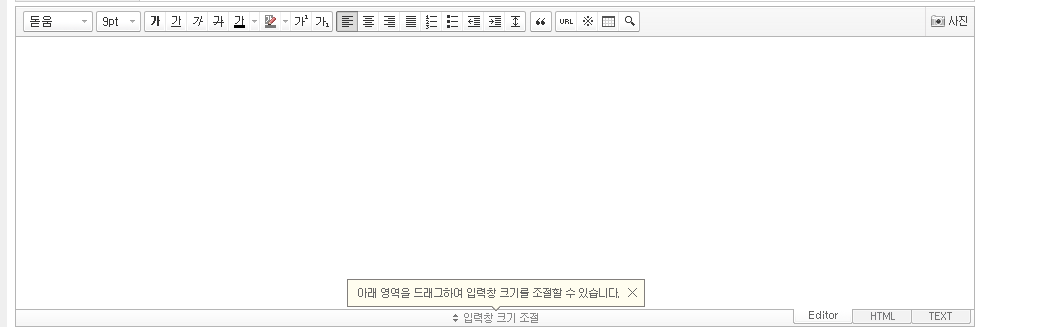 돋움 9pt 가 가 가 가 가 가² 가₁ “ URL ※ 사진
아래 영역을 드래그하여 입력창 크기를 조절할 수 있습니다.
입력창 크기 조절
Editor HTML TEXT